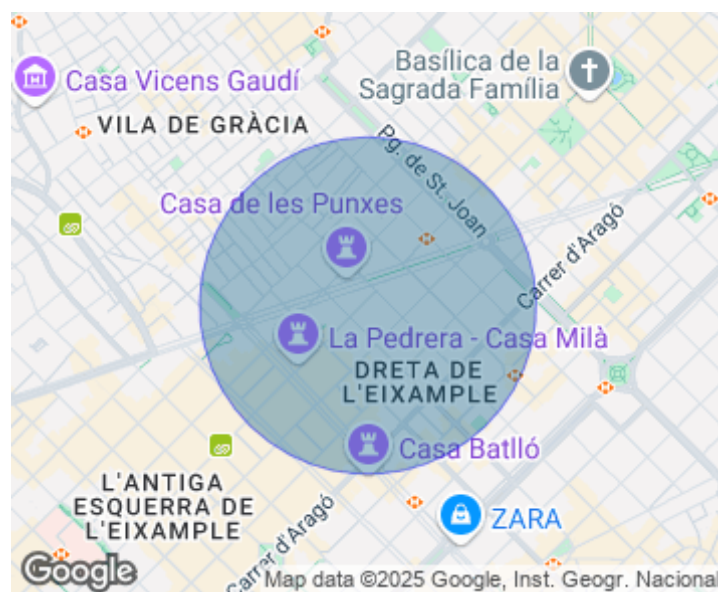 Basílica de la
Sagrada Família
Casa Vicens Gaudí
VILA DE GRÀCIA
Pg. de St. Joan
Casa de les Punxes
Carrer d'Aragó
La Pedrera - Casa Milà
DRETA DE
L'EIXAMPLE
Casa Batlló
L'ANTIGA
ESQUERRA DE
L'EIXAMPLE
ZARA
Carrer d'Aragó
Google
Map data ©2025 Google, Inst. Geogr. Nacional